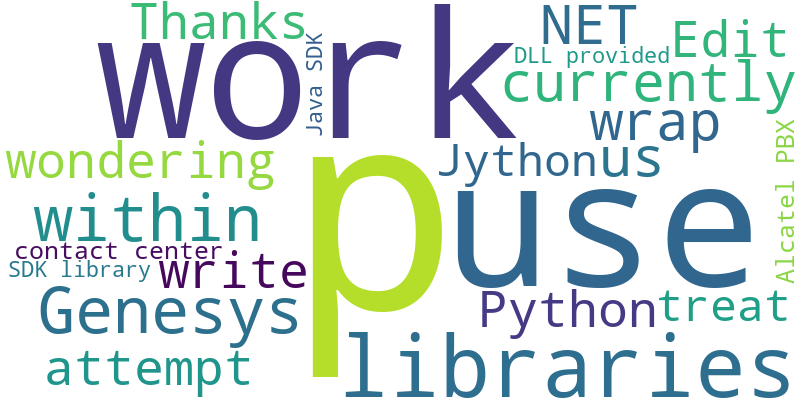 Thanks
work
Java SDK
NET
DLL provided
Edit
currently
wrap
wondering
Jython
us
Alcatel PBX
p
use
within
contact center
SDK library
write
Genesys
Python
treat
libraries
attempt